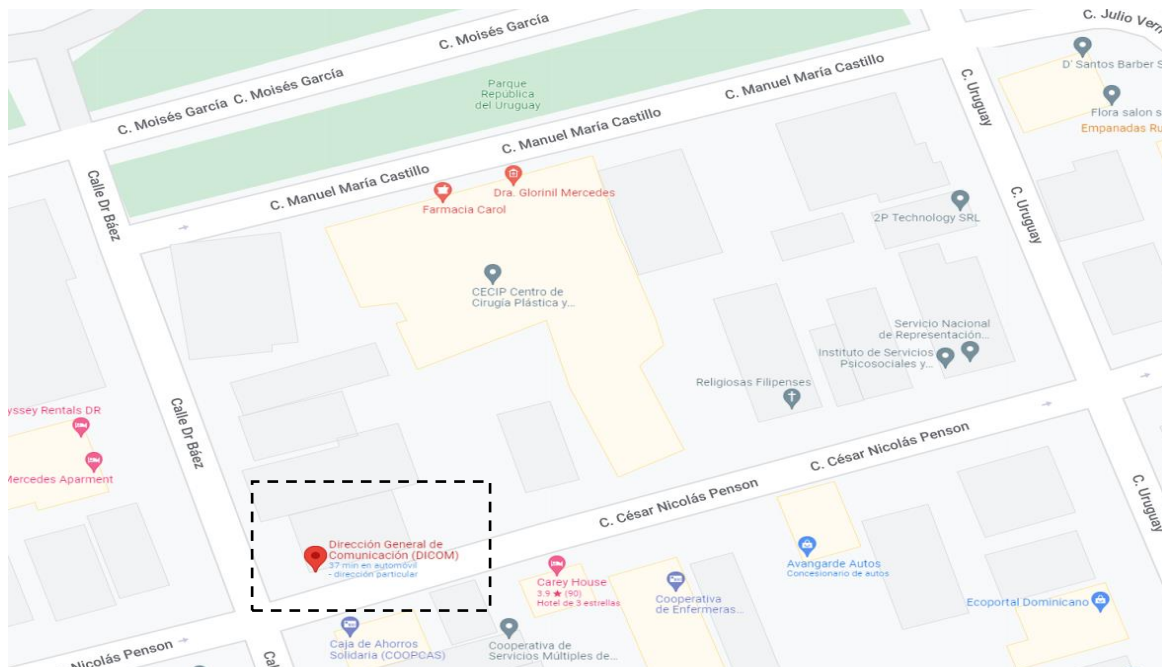 C. Julio Vern
C. Moisés García
D' Santos Barber S
C. Moisés García C. Moisés García
Parque
República
del Uruguay
C. Manuel María Castillo
C. Uruguay
Flora salon s
Empanadas Ru
C. Manuel María Castillo
C. Manuel María Castillo
Calle Dr Báez
Dra. Glorinil Mercedes
Farmacia Carol
C. Uruguay
2P Technology SRL
CECIP Centro de
Cirugía Plástica y...
Servicio Nacional
de Representación...
Instituto de Servicios
Psicosociales y...
Religiosas Filipenses
yssey Rentals DR
Calle Dr Báez
Mercedes Aparment
C. César Nicolás Penson
C. César Nicolás Penson
C. Uruguay
Dirección General de
Comunicación (DICOM)
37 min en automóvil
- dirección particular
Avangarde Autos
Concesionario de autos
Carey House
3.9 ★ (90)
Hotel de 3 estrellas
Cooperativa
de Enfermeras...
Ecoportal Dominicano
Caja de Ahorros
Solidaria (COOPCAS)
Cooperativa de
Servicios Múltiples de...
Nicolás Penson
Ca